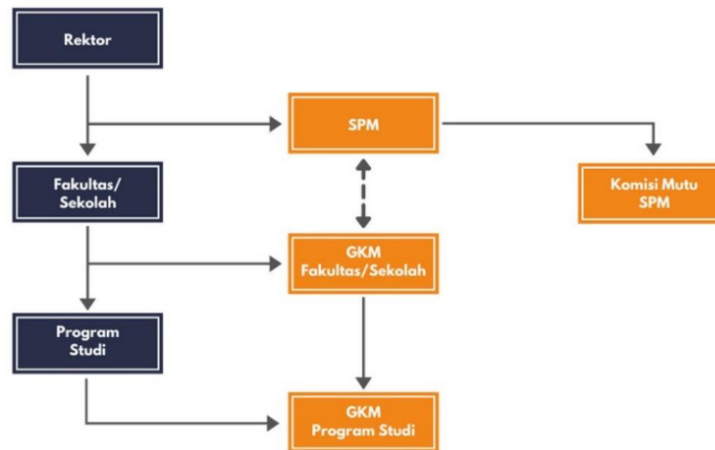 Rektor
SPM
Fakultas/
Sekolah
Komisi Mutu
SPM
GKM
Fakultas/Sekolah
Program
Studi
GKM
Program Studi